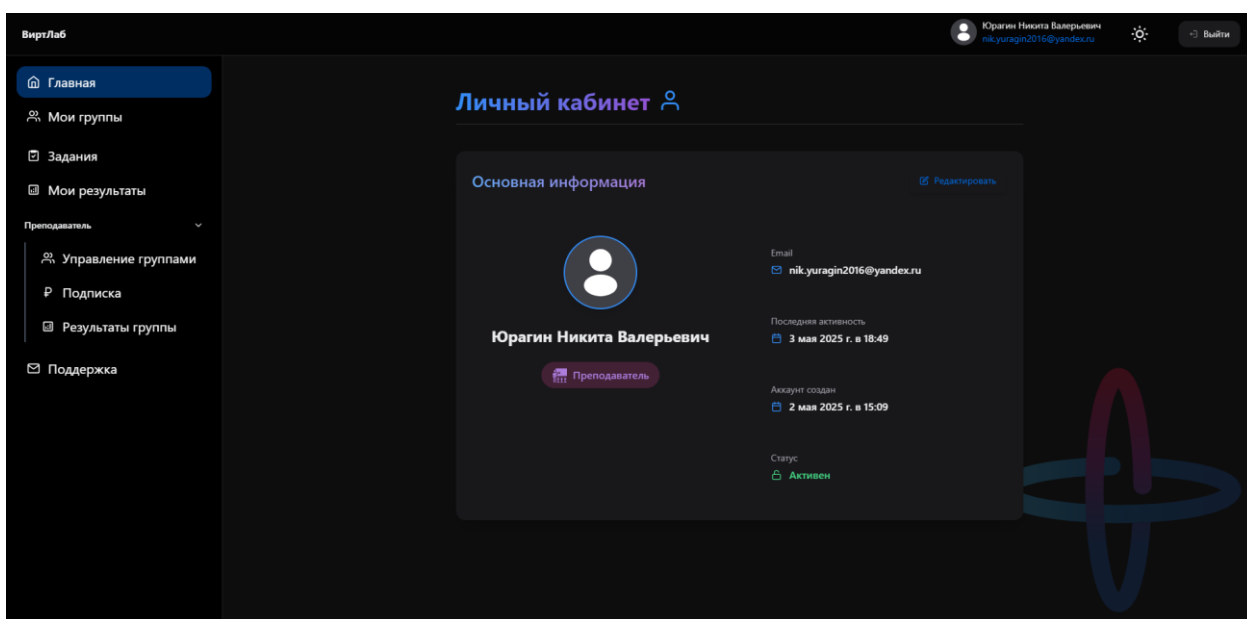 ВиртЛаб
Юрагин Никита Валерьевич
nik.yuragin2016@yandex.ru
Выйти
Главная
Мои группы
Задания
Мои результаты
Преподаватель
Управление группами
₽ Подписка
Результаты группы
Поддержка
Личный кабинет
Основная информация
Редактировать
Юрагин Никита Валерьевич
Преподаватель
Email
nik.yuragin2016@yandex.ru
Последняя активность
3 мая 2025 г. в 18:49
Аккаунт создан
2 мая 2025 г. в 15:09
Статус
Активен